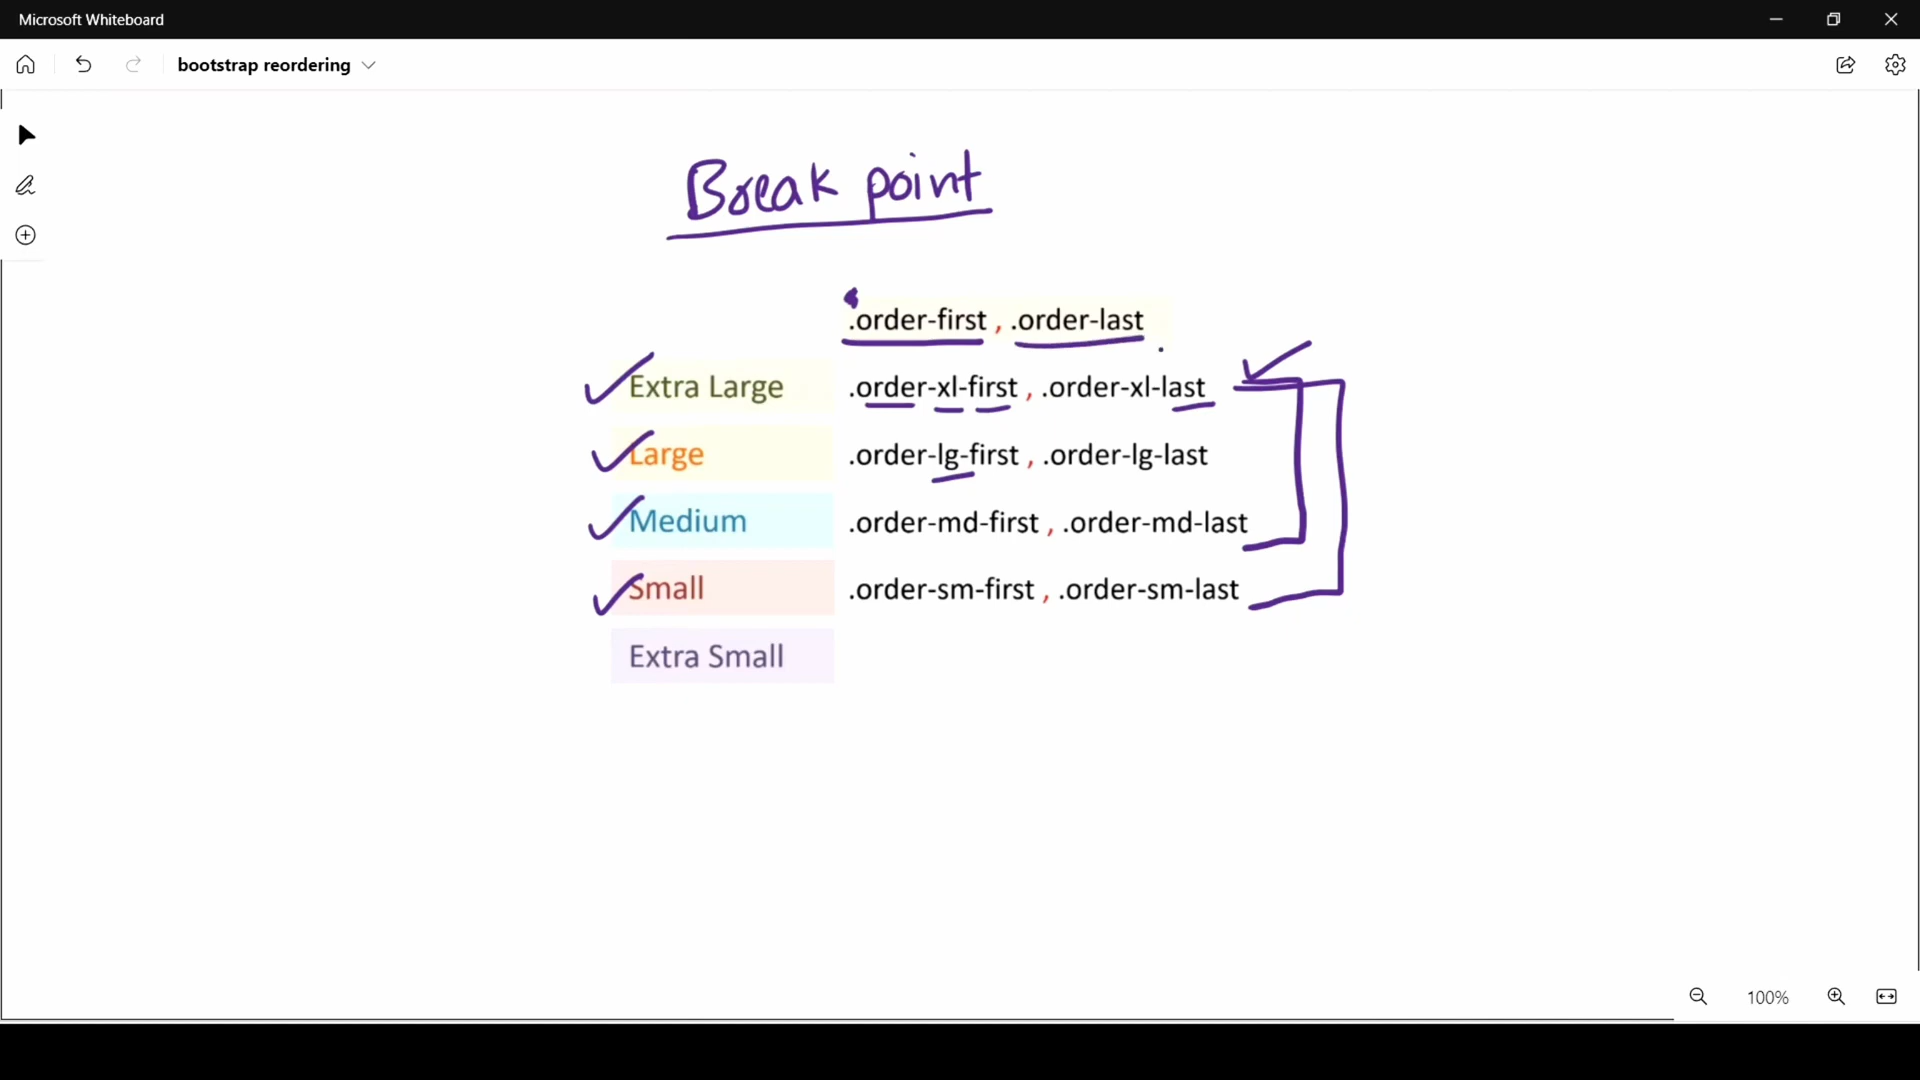 Microsoft Whiteboard
bootstrap reordering
Break point
.order-first , .order-last
Extra Large .order-xl-first , .order-xl-last
Large .order-lg-first , .order-lg-last
Medium .order-md-first , .order-md-last
Small .order-sm-first , .order-sm-last
Extra Small
100%